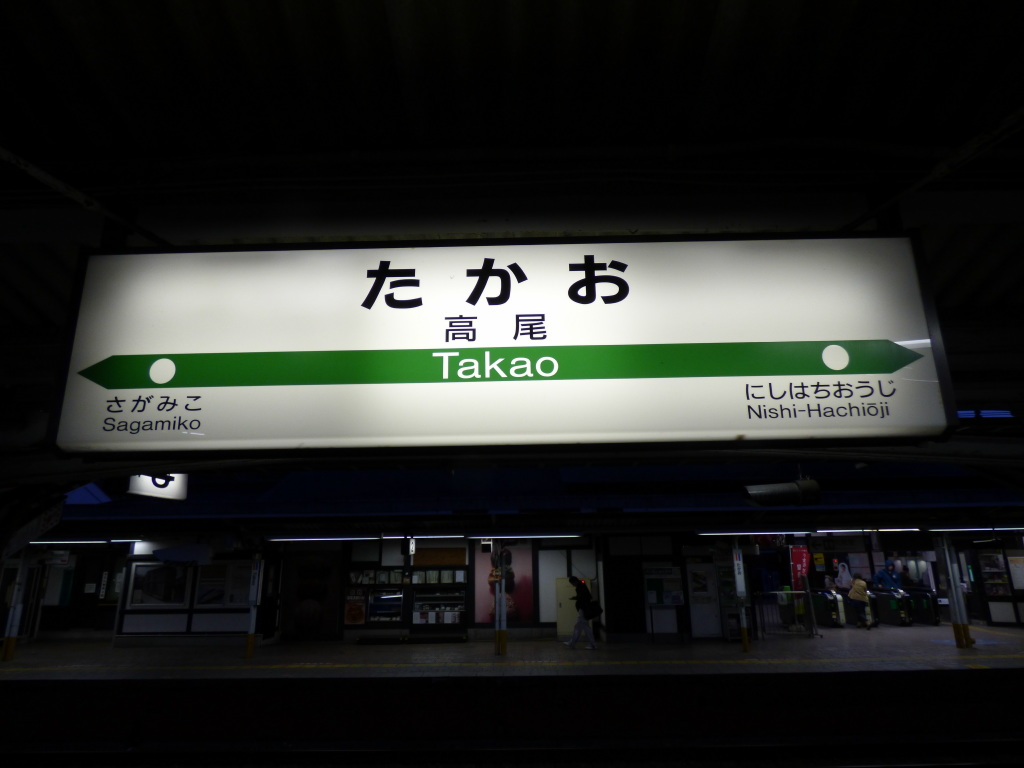 たかお
高尾
Takao
さがみこ
Sagamiko
にしはちおうじ
Nishi-Hachiōji